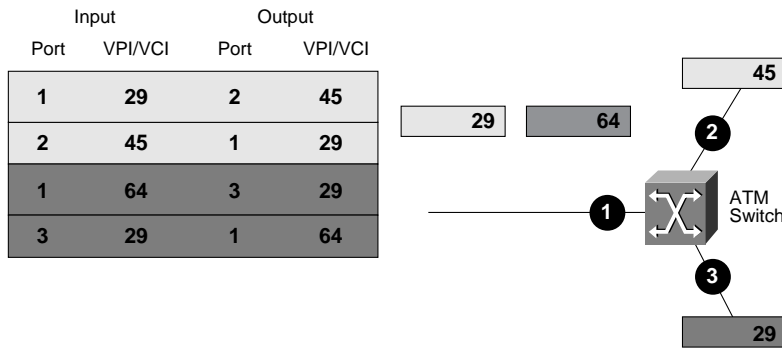 Input Output
Port VPI/VCI Port VPI/VCI
1 29 2 45
2 45 1 29
1 64 3 29
3 29 1 64
29 64
45
2
1
ATM
Switch
3
29